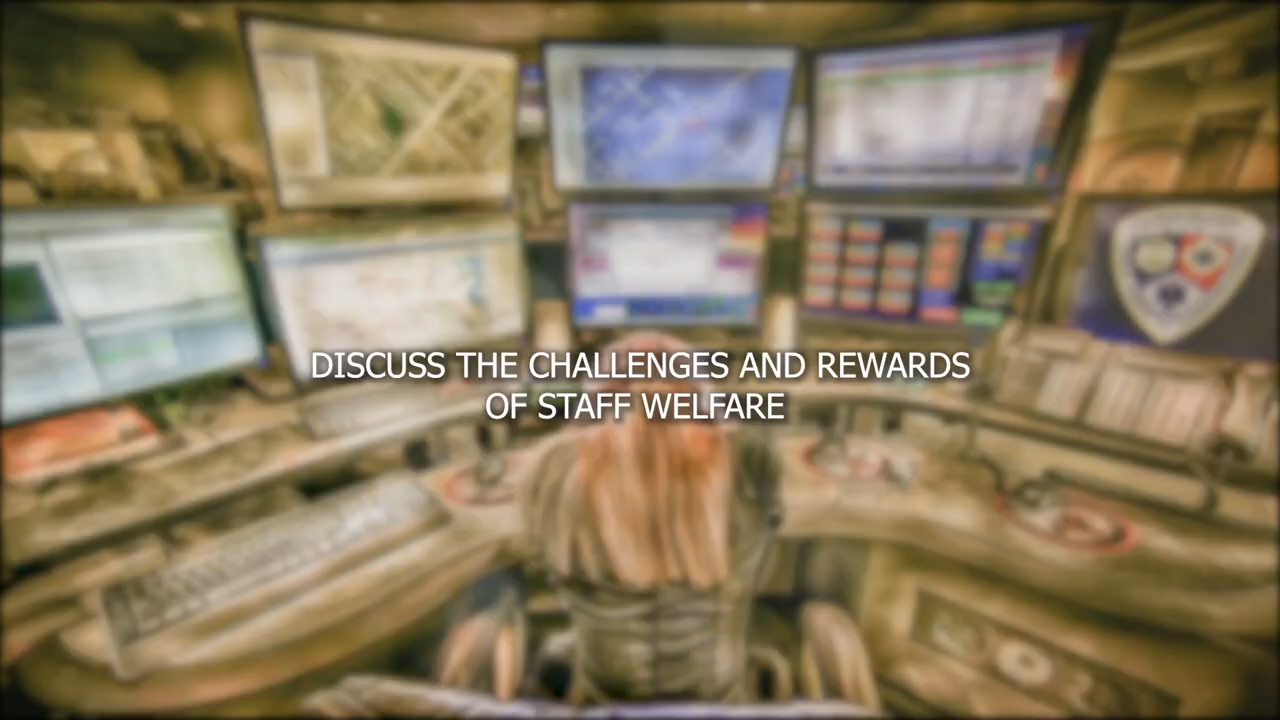 DISCUSS THE CHALLENGES AND REWARDS
OF STAFF WELFARE